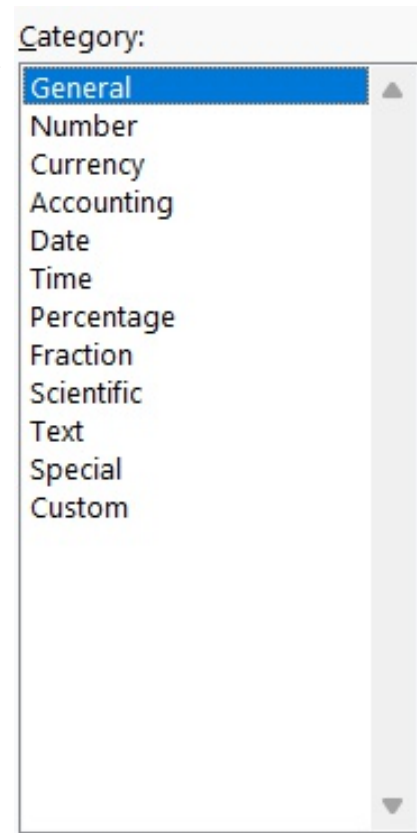 Category:
General
Number
Currency
Accounting
Date
Time
Percentage
Fraction
Scientific
Text
Special
Custom